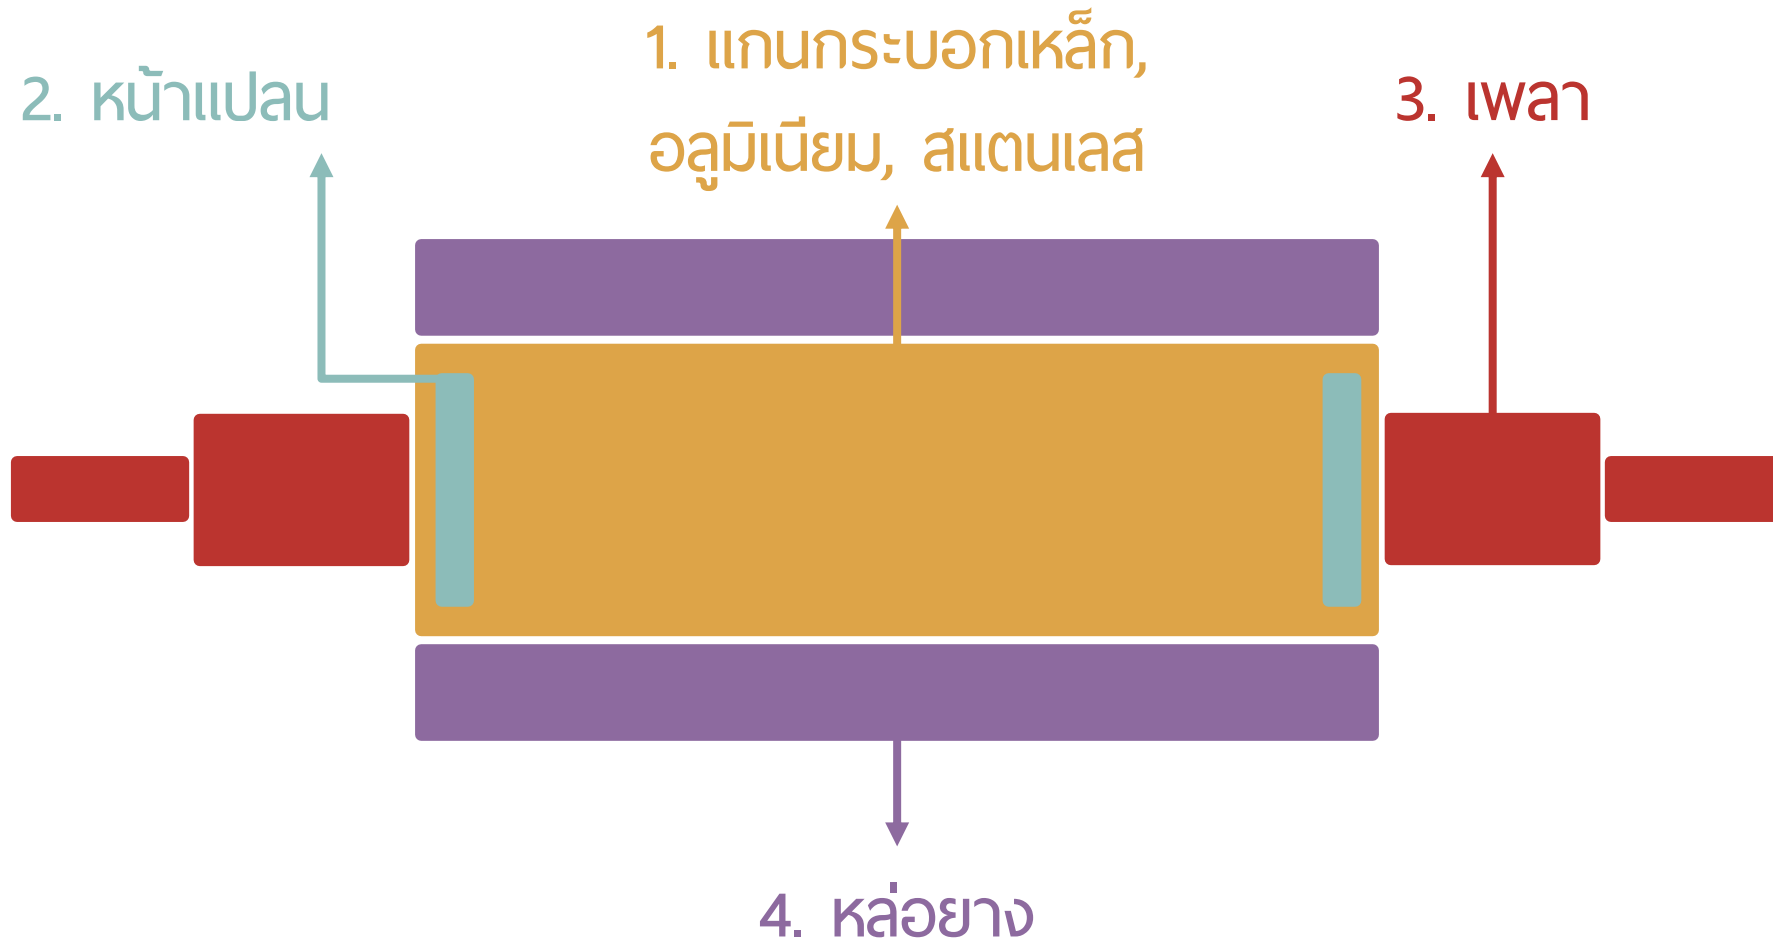 1. แกนกระบอกเหล็ก,
อลูมิเนียม, สแตนเลส
2. หน้าแปลน
3. เพลา
4. หล่อยาง